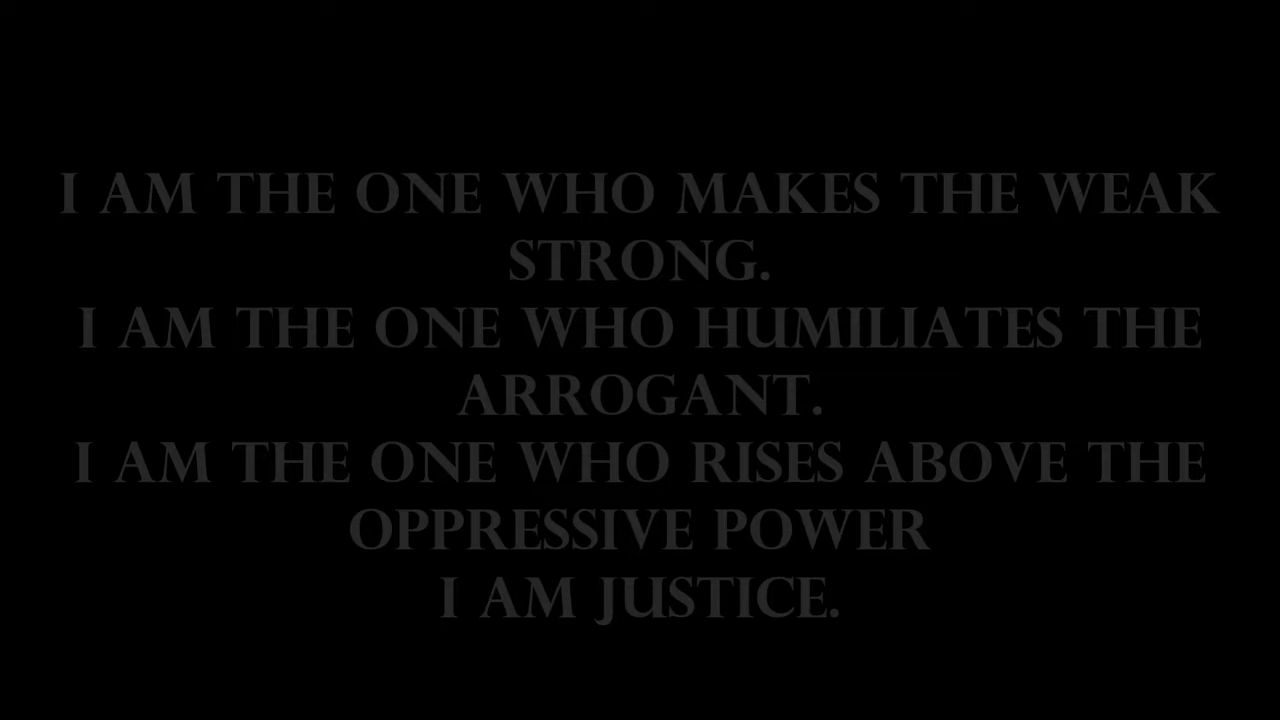 I AM THE ONE WHO MAKES THE WEAK
STRONG.
I AM THE ONE WHO HUMILIATES THE
ARROGANT.
I AM THE ONE WHO RISES ABOVE THE
OPPRESSIVE POWER
I AM JUSTICE.